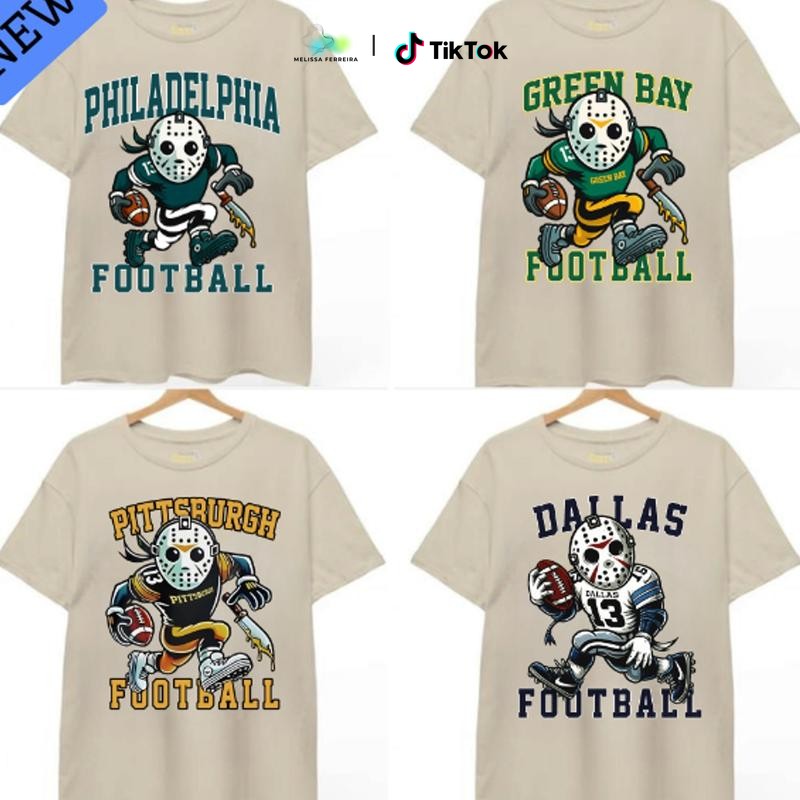 NEW
MELISSA FERREIRA
TikTok
PHILADELPHIA
13
FOOTBALL
GREEN BAY
13
GREEN BAY
FOOTBALL
PITTSBURGH
PITTSBURGH
FOOTBALL
DALLAS
DALLAS
13
FOOTBALL